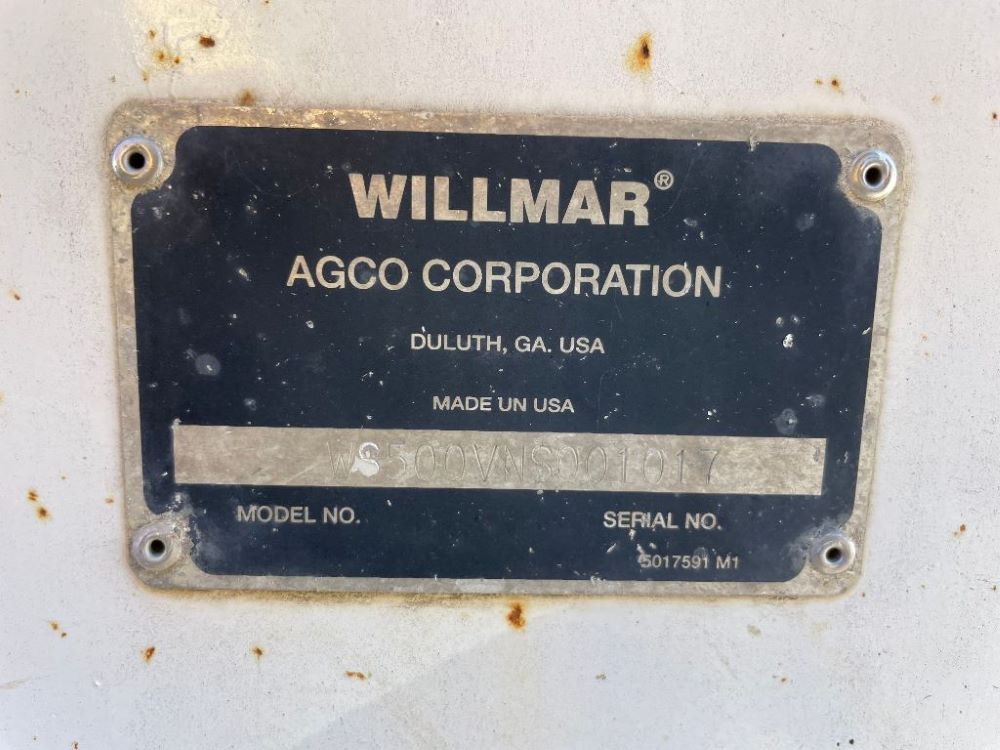 WILLMAR®
AGCO CORPORATION
DULUTH, GA. USA
MADE UN USA
WS500VNS001017
MODEL NO. SERIAL NO.
5017591 M1